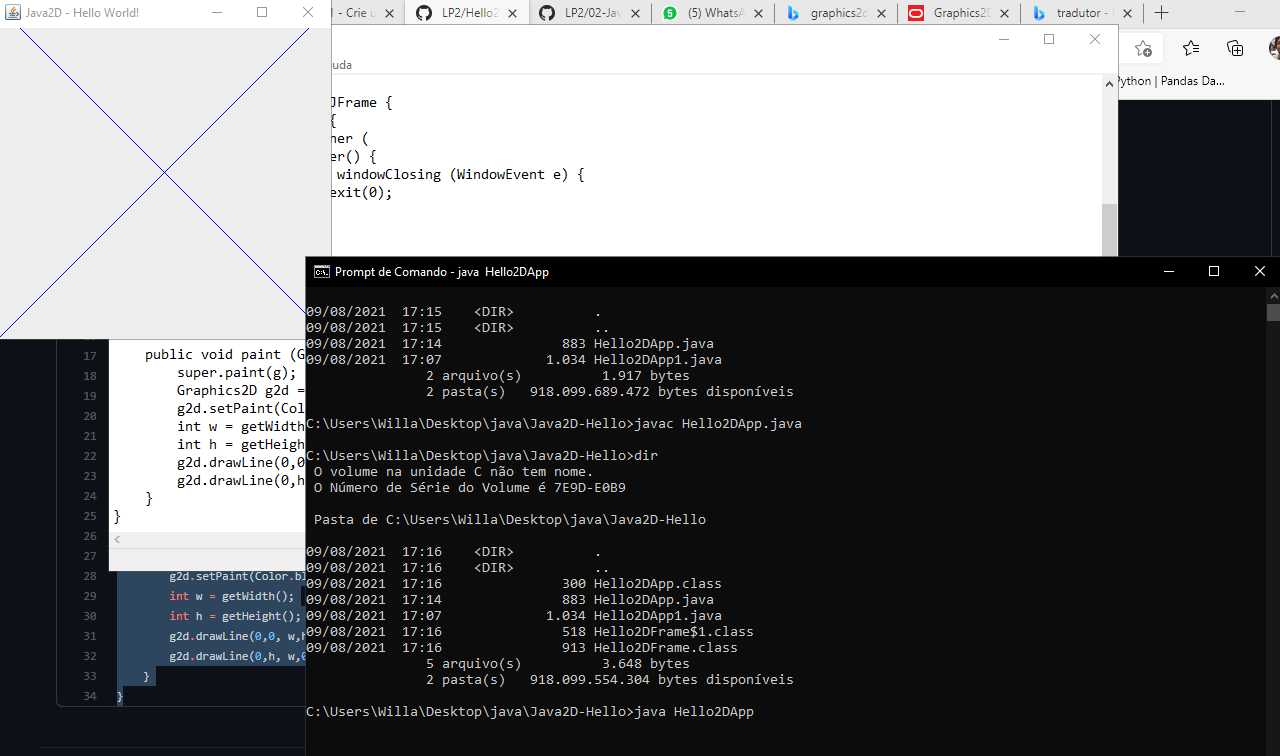 Java2D - Hello World!
- Crie u
LP2/Hello2
LP2/02-Jav
5
(5) WhatsA
graphics2d
Graphics2D
tradutor -
uda
Python | Pandas Da...
JFrame {
{
ner (
er() {
windowClosing (WindowEvent e) {
exit(0);
17
18
19
20
21
22
23
24
25
26
27
public void paint (G
super.paint(g);
Graphics2D g2d =
g2d.setPaint(Col
int w = getWidth
int h = getHeigh
g2d.drawLine(0,0
g2d.drawLine(0,h
}
}
28 g2d.setPaint(Color.bl
29 int w = getWidth();
30 int h = getHeight();
31 g2d.drawLine(0,0, w,h
32 g2d.drawLine(0,h, w,0
33 }
34 }
C:\. Prompt de Comando - java Hello2DApp
09/08/2021 17:15 <DIR> .
09/08/2021 17:15 <DIR> ..
09/08/2021 17:14 883 Hello2DApp.java
09/08/2021 17:07 1.034 Hello2DApp1.java
2 arquivo(s) 1.917 bytes
2 pasta(s) 918.099.689.472 bytes disponíveis
C:\Users\Willa\Desktop\java\Java2D-Hello>javac Hello2DApp.java
C:\Users\Willa\Desktop\java\Java2D-Hello>dir
O volume na unidade C não tem nome.
O Número de Série do Volume é 7E9D-E0B9
Pasta de C:\Users\Willa\Desktop\java\Java2D-Hello
09/08/2021 17:16 <DIR> .
09/08/2021 17:16 <DIR> ..
09/08/2021 17:16 300 Hello2DApp.class
09/08/2021 17:14 883 Hello2DApp.java
09/08/2021 17:07 1.034 Hello2DApp1.java
09/08/2021 17:16 518 Hello2DFrame$1.class
09/08/2021 17:16 913 Hello2DFrame.class
5 arquivo(s) 3.648 bytes
2 pasta(s) 918.099.554.304 bytes disponíveis
C:\Users\Willa\Desktop\java\Java2D-Hello>java Hello2DApp